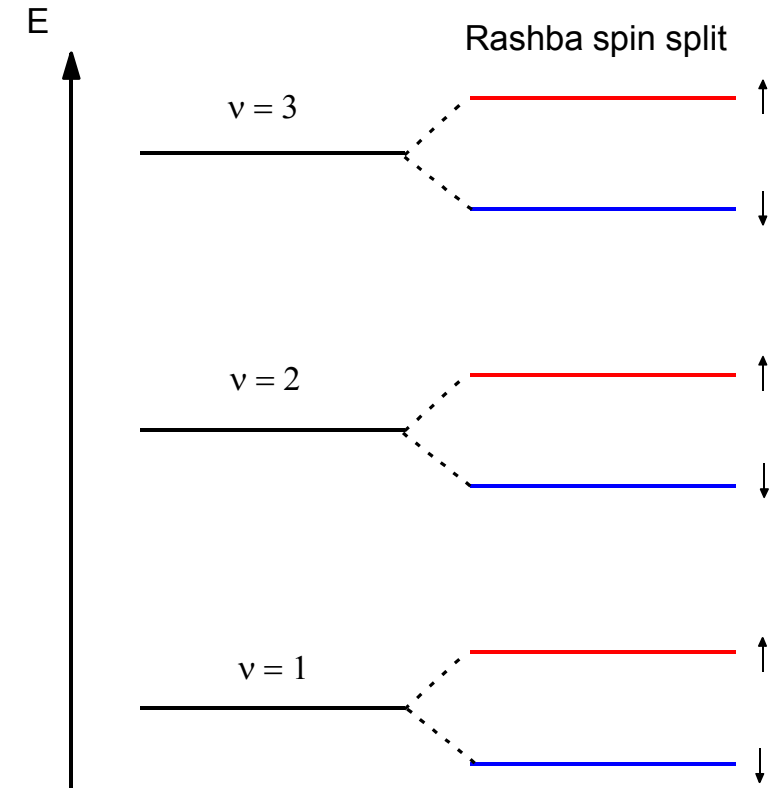 E
Rashba spin split
ν = 3
ν = 2
ν = 1